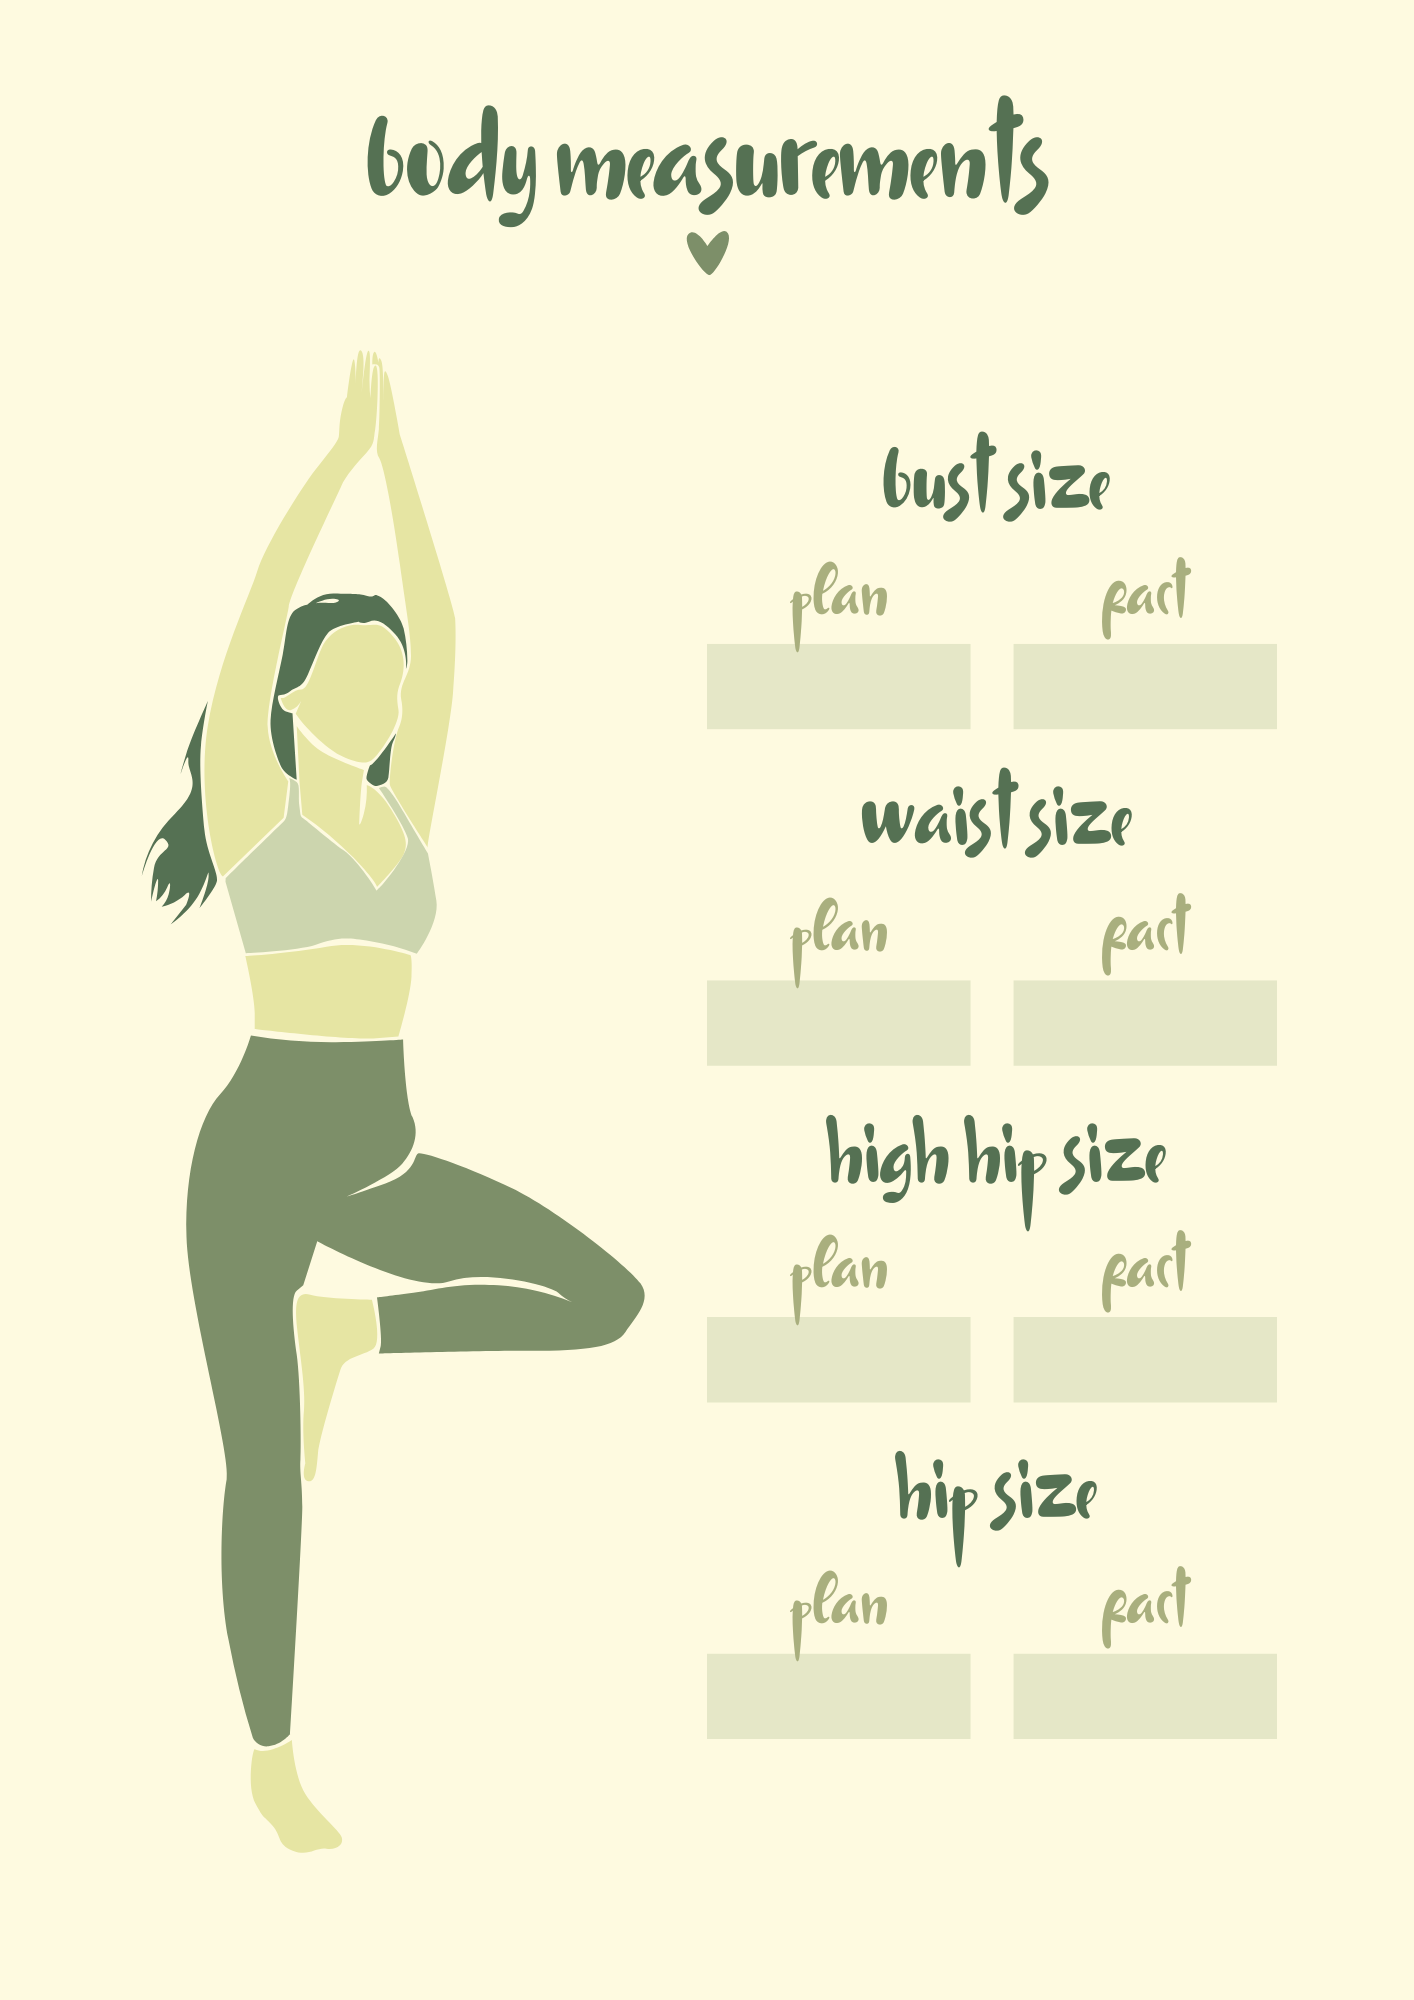 body measurements
bust size
plan fact
waist size
plan fact
high hip size
plan fact
hip size
plan fact